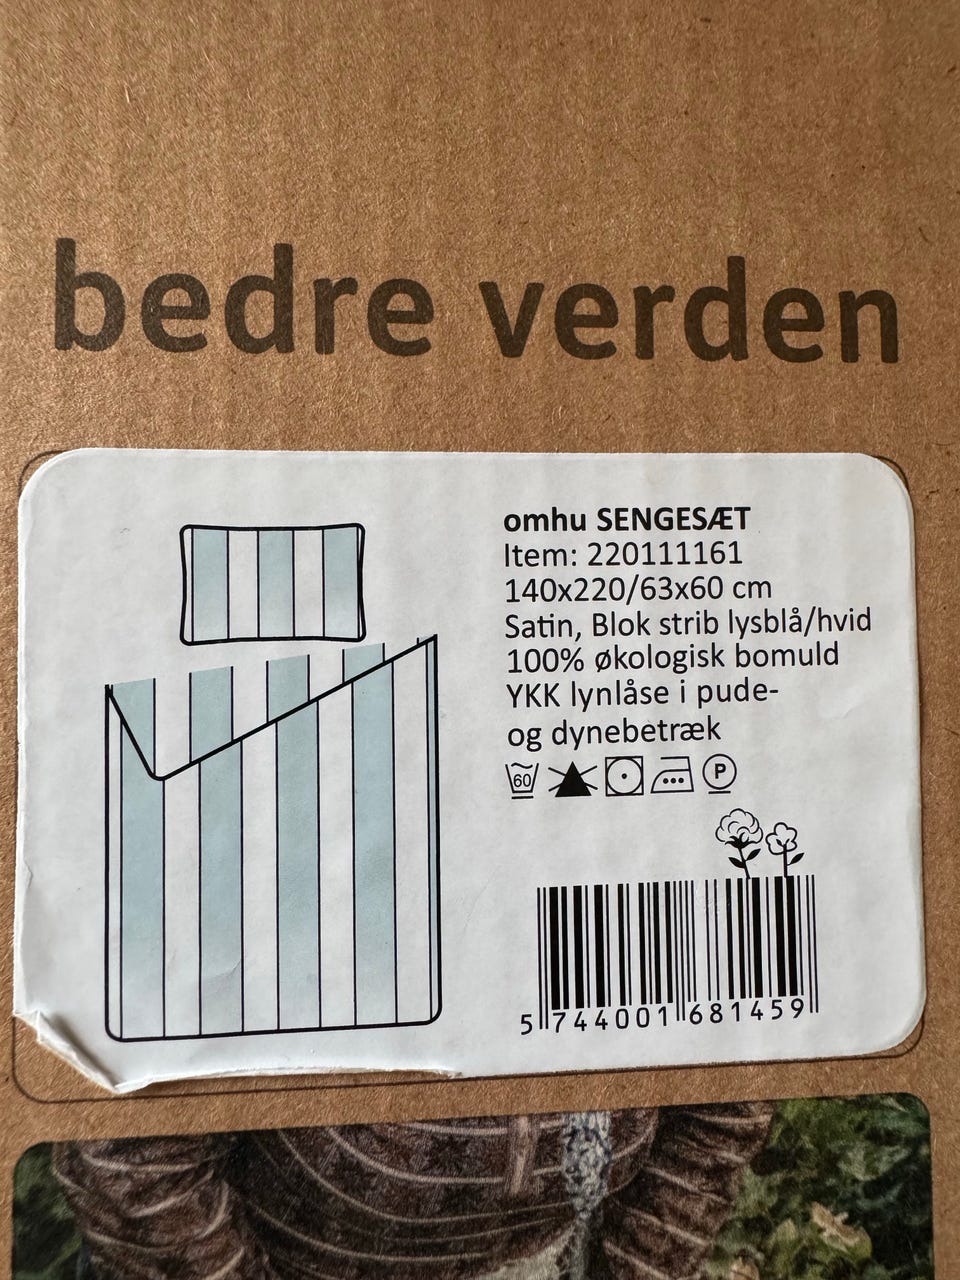 bedre verden
omhu SENGESÆT
Item: 220111161
140x220/63x60 cm
Satin, Blok strib lysblå/hvid
100% økologisk bomuld
YKK lynlåse i pude-
og dynebetræk
60 P
5 744001 681459